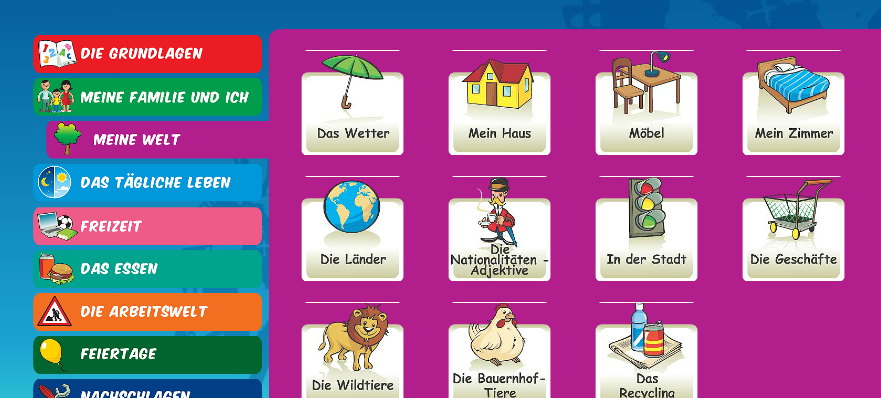 DIE GRUNDLAGEN
MEINE FAMILIE UND ICH
MEINE WELT
DAS TÄGLICHE LEBEN
FREIZEIT
DAS ESSEN
DIE ARBEITSWELT
FEIERTAGE
NACHSCHLAGEN
Das Wetter
Mein Haus
Möbel
Mein Zimmer
Die Länder
Die
Nationalitäten -
Adjektive
In der Stadt
Die Geschäfte
Die Wildtiere
Die Bauernhof-
Tiere
Das
Recycling